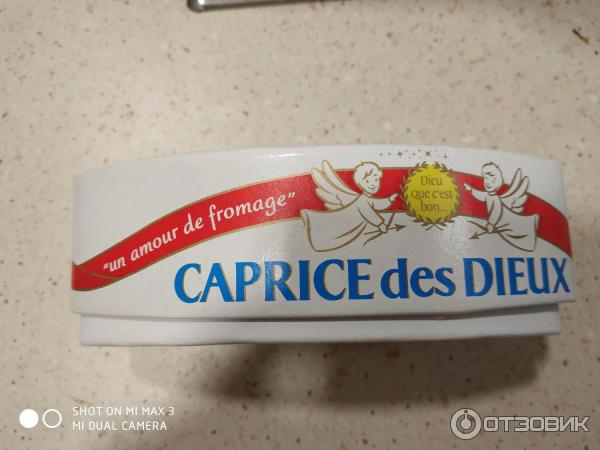 Dieu
que c'est
bon...
"un amour de fromage"
CAPRICE des DIEUX
SHOT ON MI MAX 3
MI DUAL CAMERA
ОТЗОВИК